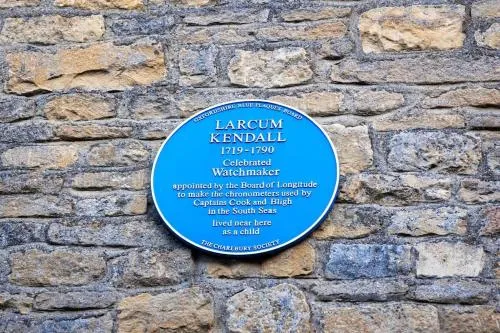 Oxfordshire Blue Plaques Board
Larcum
Kendall
1719-1790
Celebrated
Watchmaker
appointed by the Board of Longitude
to make the chronometers used by
Captains Cook and Bligh
in the South Seas
lived near here
as a child
The Charlbury Society